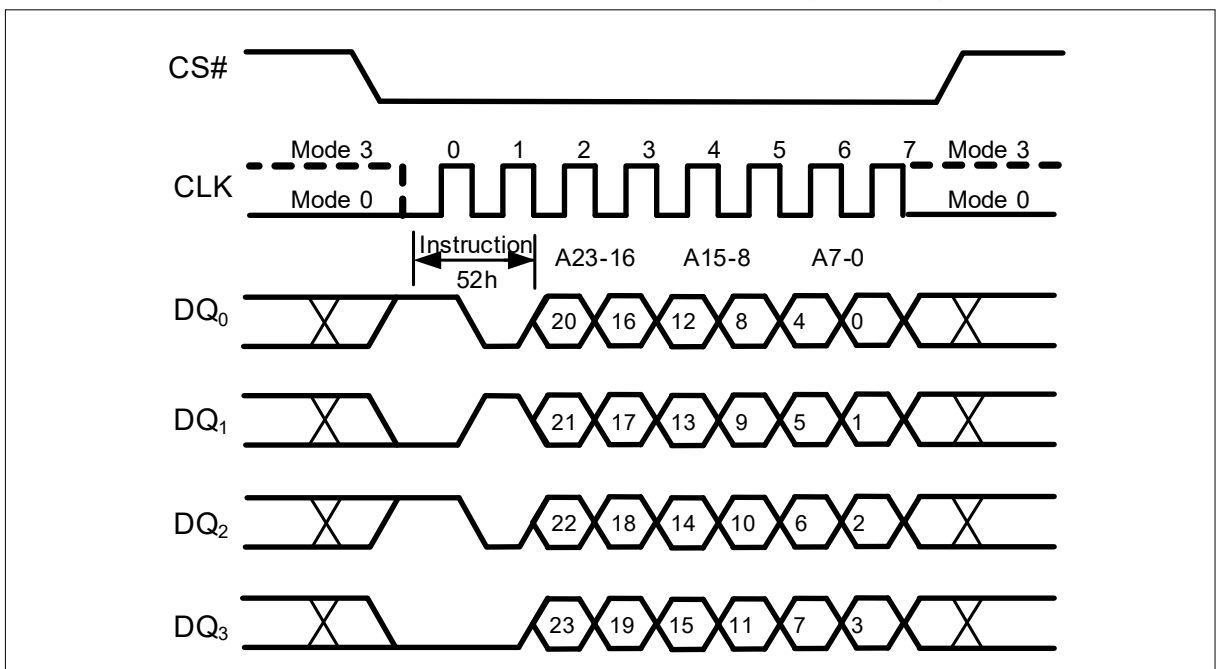 CS#
Mode 3 0 1 2 3 4 5 6 7 Mode 3
CLK
Mode 0 Mode 0
Instruction
52h
A23-16 A15-8 A7-0
DQ0 20 16 12 8 4 0
DQ1 21 17 13 9 5 1
DQ2 22 18 14 10 6 2
DQ3 23 19 15 11 7 3